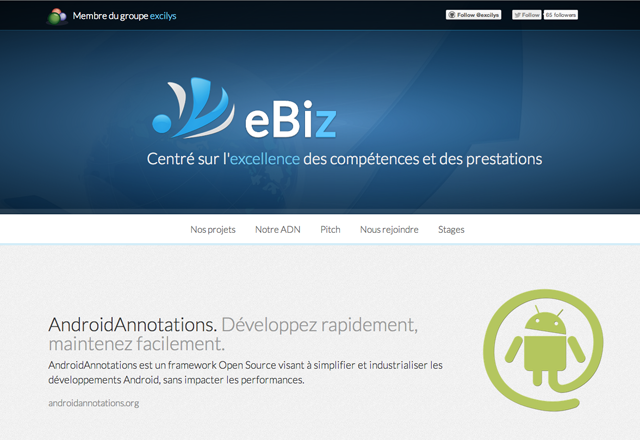 Membre du groupe excilys
Follow @excilys
Follow
65 followers
eBiz
Centré sur l'excellence des compétences et des prestations
Nos projets Notre ADN Pitch Nous rejoindre Stages
AndroidAnnotations. Développez rapidement,
maintenez facilement.
AndroidAnnotations est un framework Open Source visant à simplifier et industrialiser les
développements Android, sans impacter les performances.
androidannotations.org